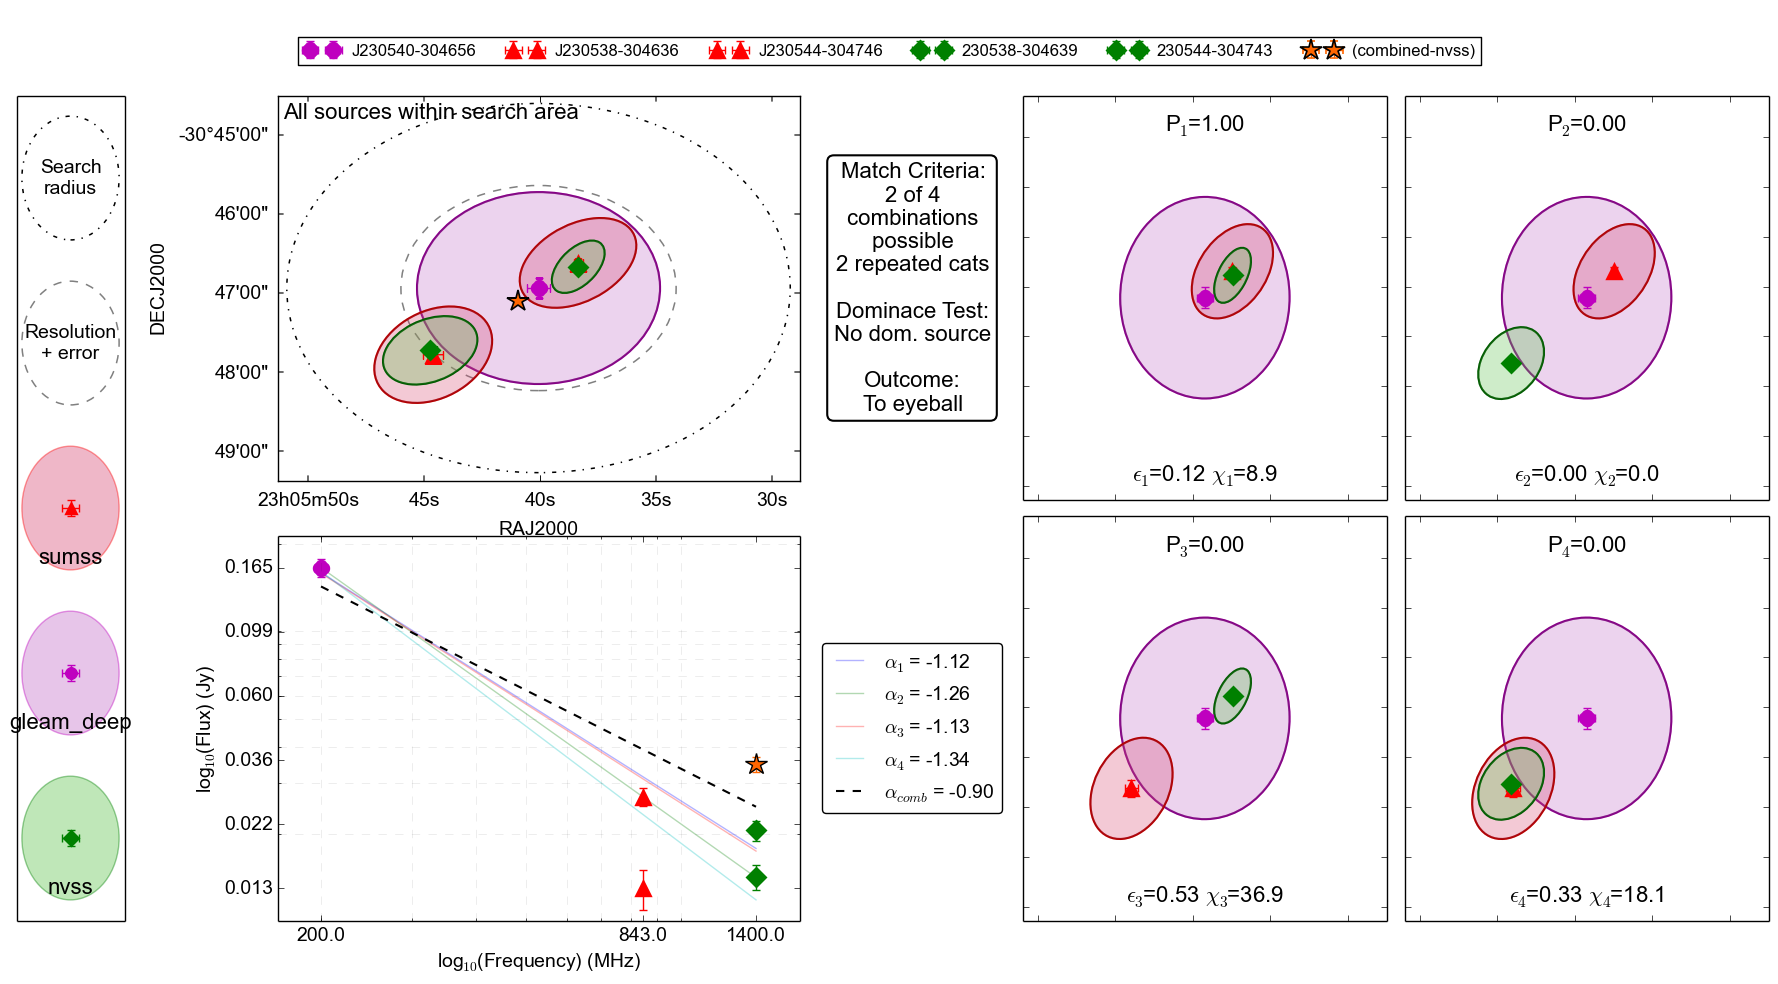 J230540-304656 J230538-304636 J230544-304746 230538-304639 230544-304743 (combined-nvss)
Search
radius
Resolution
+ error
sumss
gleam_deep
nvss
All sources within search area
DECJ2000
-30°45'00"
46'00"
47'00"
48'00"
49'00"
23h05m50s 45s 40s 35s 30s
RAJ2000
Match Criteria:
2 of 4
combinations
possible
2 repeated cats
Dominace Test:
No dom. source
Outcome:
To eyeball
P1=1.00
ϵ1=0.12 χ1=8.9
P2=0.00
ϵ2=0.00 χ2=0.0
log10(Flux) (Jy)
0.165
0.099
0.060
0.036
0.022
0.013
200.0 843.0 1400.0
log10(Frequency) (MHz)
α1 = -1.12
α2 = -1.26
α3 = -1.13
α4 = -1.34
αcomb = -0.90
P3=0.00
ϵ3=0.53 χ3=36.9
P4=0.00
ϵ4=0.33 χ4=18.1